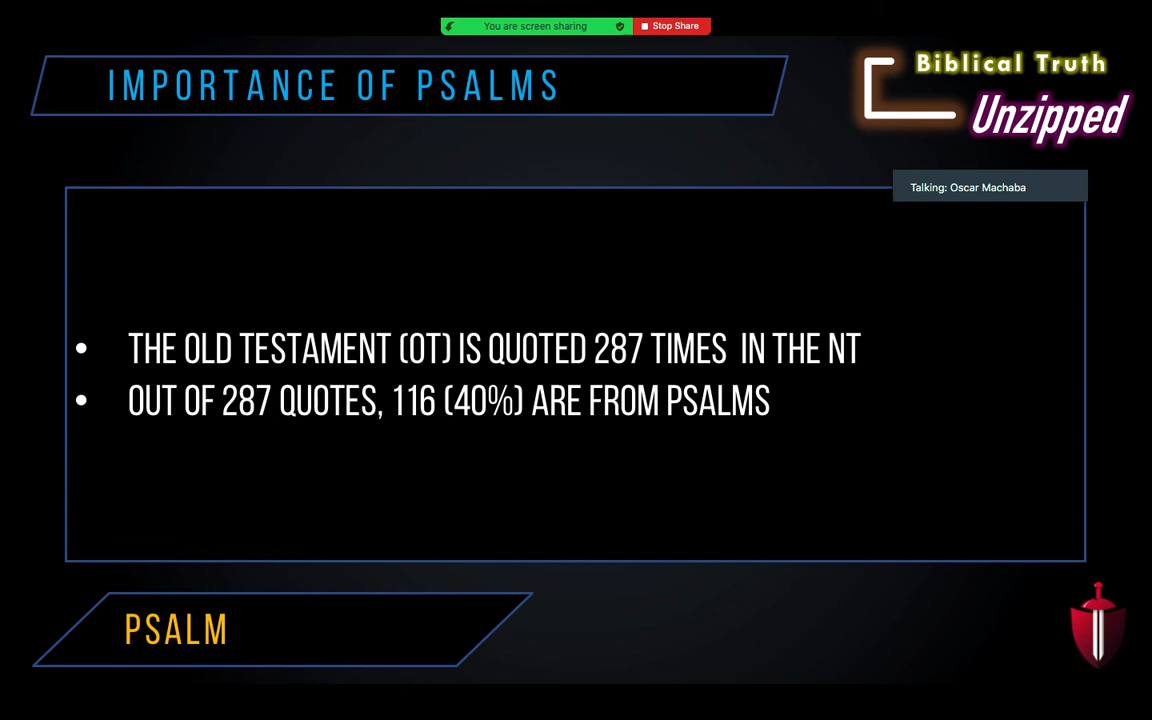 You are screen sharing
Stop Share
IMPORTANCE OF PSALMS
Biblical Truth
Unzipped
Talking: Oscar Machaba
• THE OLD TESTAMENT (OT) IS QUOTED 287 TIMES IN THE NT
• OUT OF 287 QUOTES, 116 (40%) ARE FROM PSALMS
PSALM